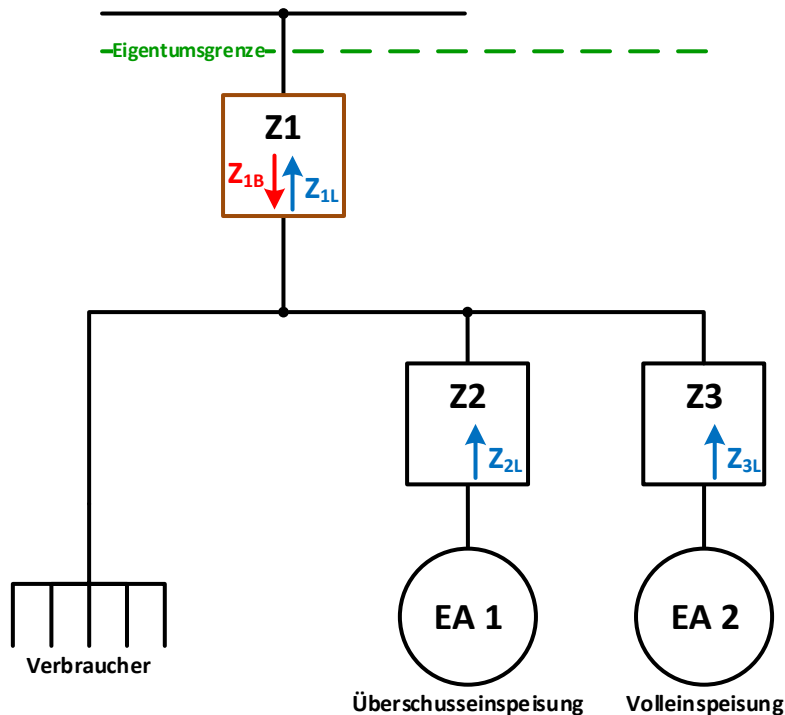 Eigentumsgrenze
Z1
Z1B
Z1L
Z2
Z2L
Z3
Z3L
EA 1
EA 2
Verbraucher
Überschusseinspeisung
Volleinspeisung